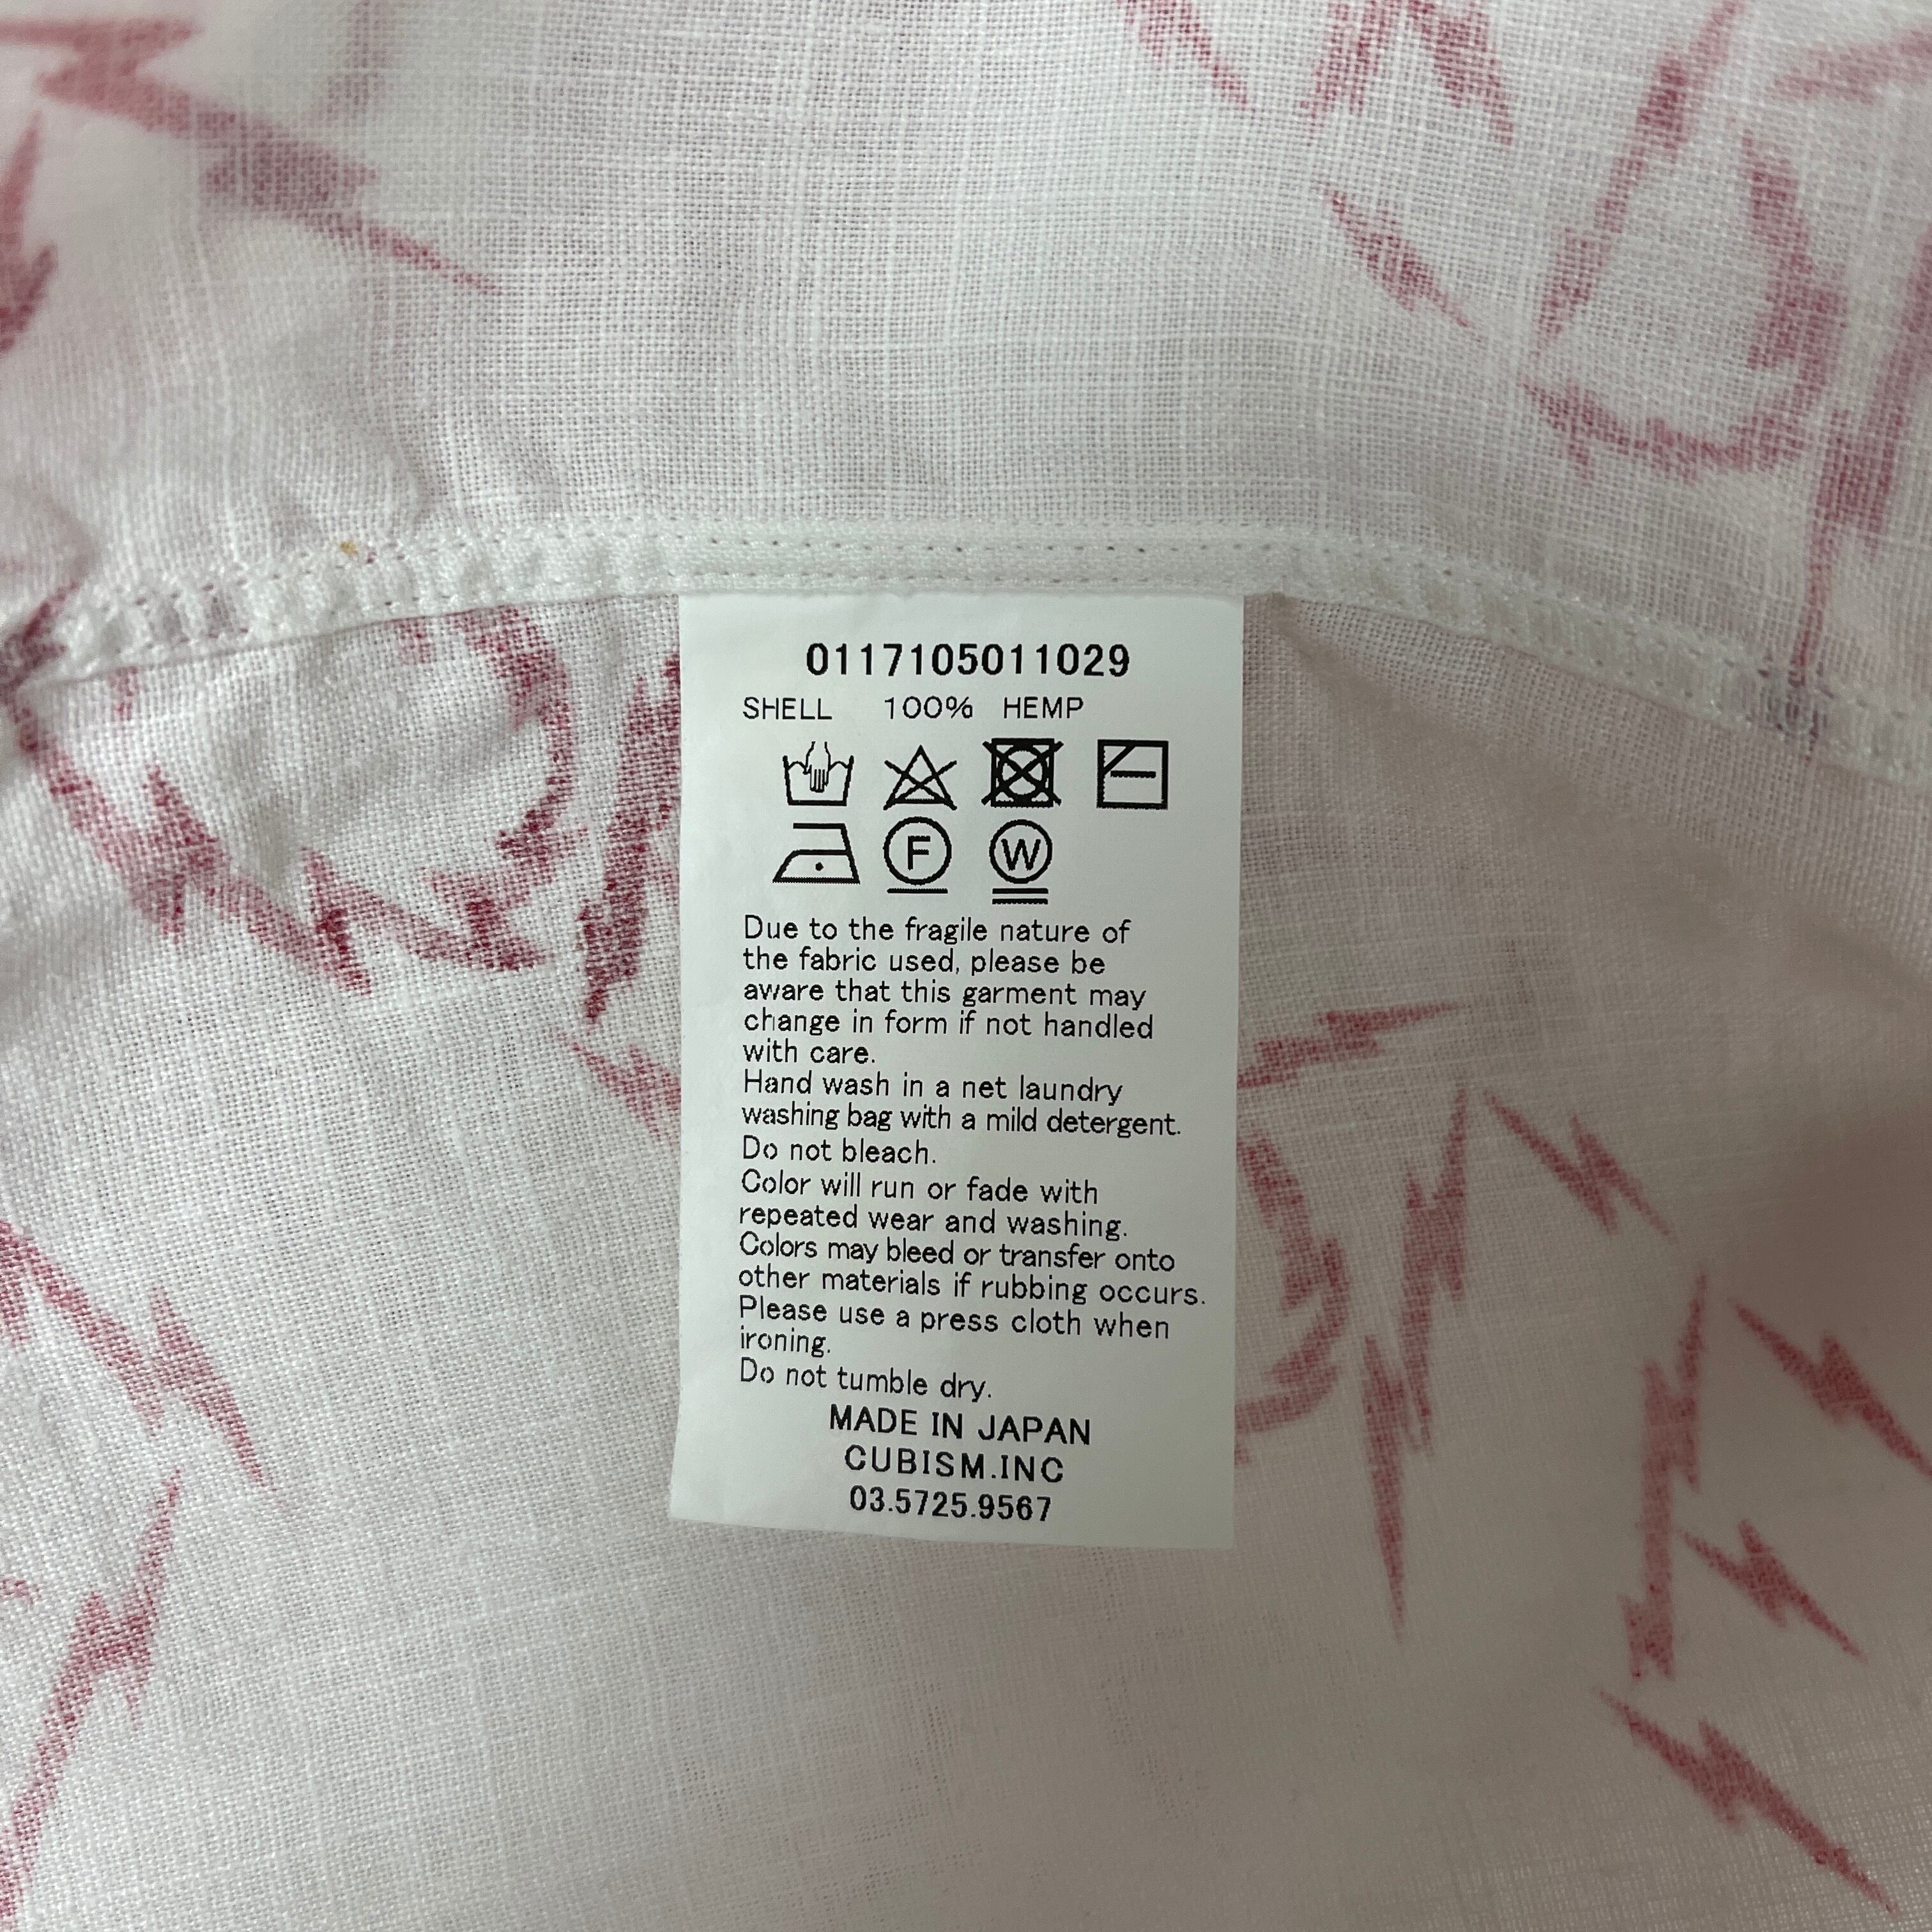 0117105011029
SHELL 100% HEMP
F W
Due to the fragile nature of
the fabric used, please be
aware that this garment may
change in form if not handled
with care.
Hand wash in a net laundry
washing bag with a mild detergent.
Do not bleach.
Color will run or fade with
repeated wear and washing.
Colors may bleed or transfer onto
other materials if rubbing occurs.
Please use a press cloth when
ironing.
Do not tumble dry.
MADE IN JAPAN
CUBISM.INC
03.5725.9567